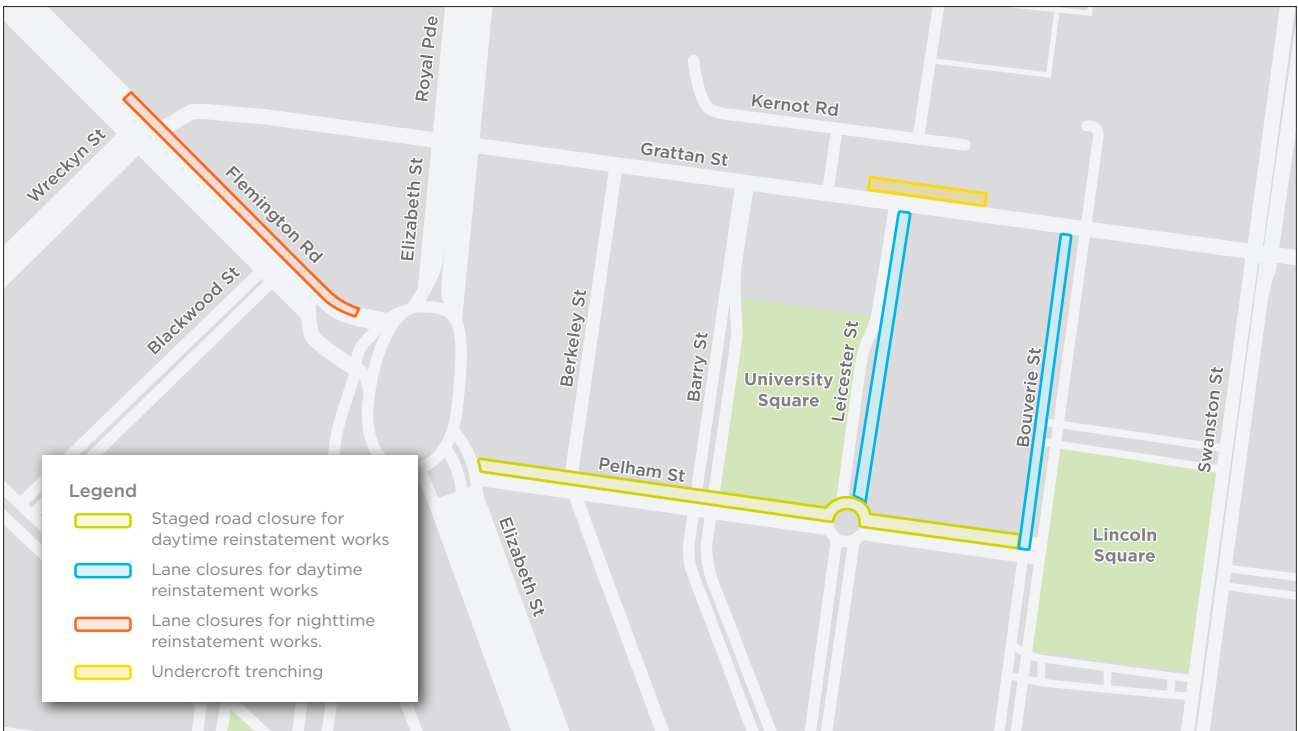 Royal Pde
Kernot Rd
Wreckyn St
Grattan St
Flemington Rd
Elizabeth St
Blackwood St
Berkeley St
Barry St
University
Square
Leicester St
Bouverie St
Swanston St
Pelham St
Elizabeth St
Lincoln
Square
Legend
Staged road closure for
daytime reinstatement works
Lane closures for daytime
reinstatement works
Lane closures for nighttime
reinstatement works.
Undercroft trenching